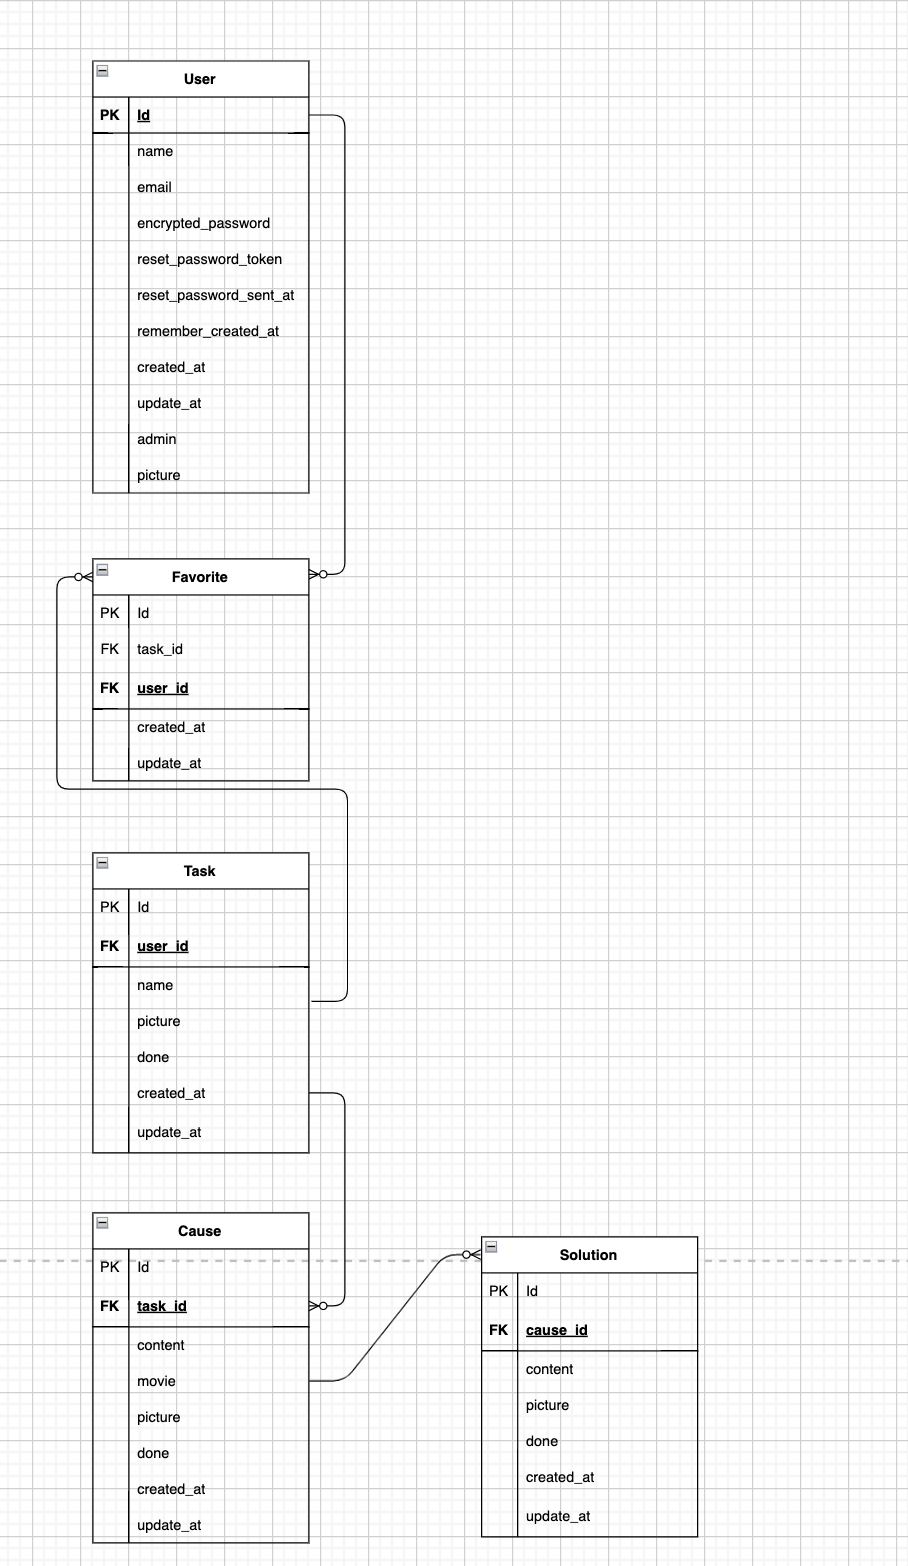 User
PK Id
name
email
encrypted_password
reset_password_token
reset_password_sent_at
remember_created_at
created_at
update_at
admin
picture
Favorite
PK Id
FK task_id
FK user_id
created_at
update_at
Task
PK Id
FK user_id
name
picture
done
created_at
update_at
Cause
PK Id
FK task_id
content
movie
picture
done
created_at
update_at
Solution
PK Id
FK cause_id
content
picture
done
created_at
update_at